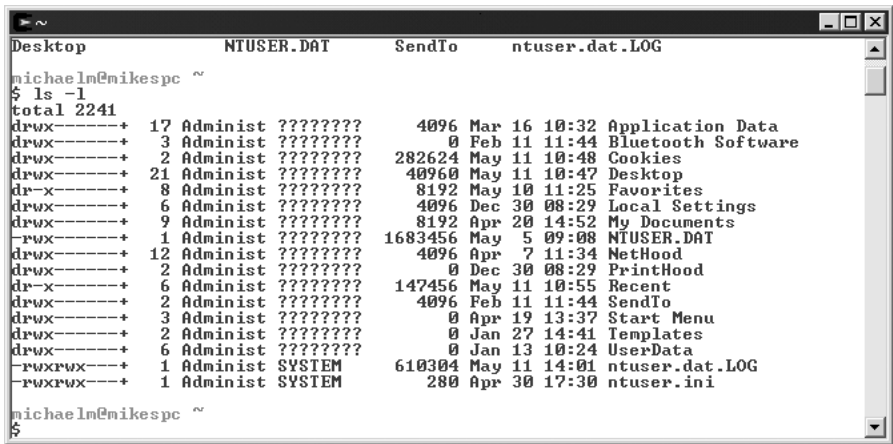 ~
Desktop NTUSER.DAT SendTo ntuser.dat.LOG
michaelm@mikespc ~
$ ls -l
total 2241
drwx------+ 17 Administ ???????? 4096 Mar 16 10:32 Application Data
drwx------+ 3 Administ ???????? 0 Feb 11 11:44 Bluetooth Software
drwx------+ 2 Administ ???????? 282624 May 11 10:48 Cookies
drwx------+ 21 Administ ???????? 40960 May 11 10:47 Desktop
dr-x------+ 8 Administ ???????? 8192 May 10 11:25 Favorites
drwx------+ 6 Administ ???????? 4096 Dec 30 08:29 Local Settings
drwx------+ 9 Administ ???????? 8192 Apr 20 14:52 My Documents
-rwx------+ 1 Administ ???????? 1683456 May 5 09:08 NTUSER.DAT
drwx------+ 12 Administ ???????? 4096 Apr 7 11:34 NetHood
drwx------+ 2 Administ ???????? 0 Dec 30 08:29 PrintHood
dr-x------+ 6 Administ ???????? 147456 May 11 10:55 Recent
drwx------+ 2 Administ ???????? 4096 Feb 11 11:44 SendTo
drwx------+ 3 Administ ???????? 0 Apr 19 13:37 Start Menu
drwx------+ 2 Administ ???????? 0 Jan 27 14:41 Templates
drwx------+ 6 Administ ???????? 0 Jan 13 10:24 UserData
-rwxrwx---+ 1 Administ SYSTEM 610304 May 11 14:01 ntuser.dat.LOG
-rwxrwx---+ 1 Administ SYSTEM 280 Apr 30 17:30 ntuser.ini
michaelm@mikespc ~
$